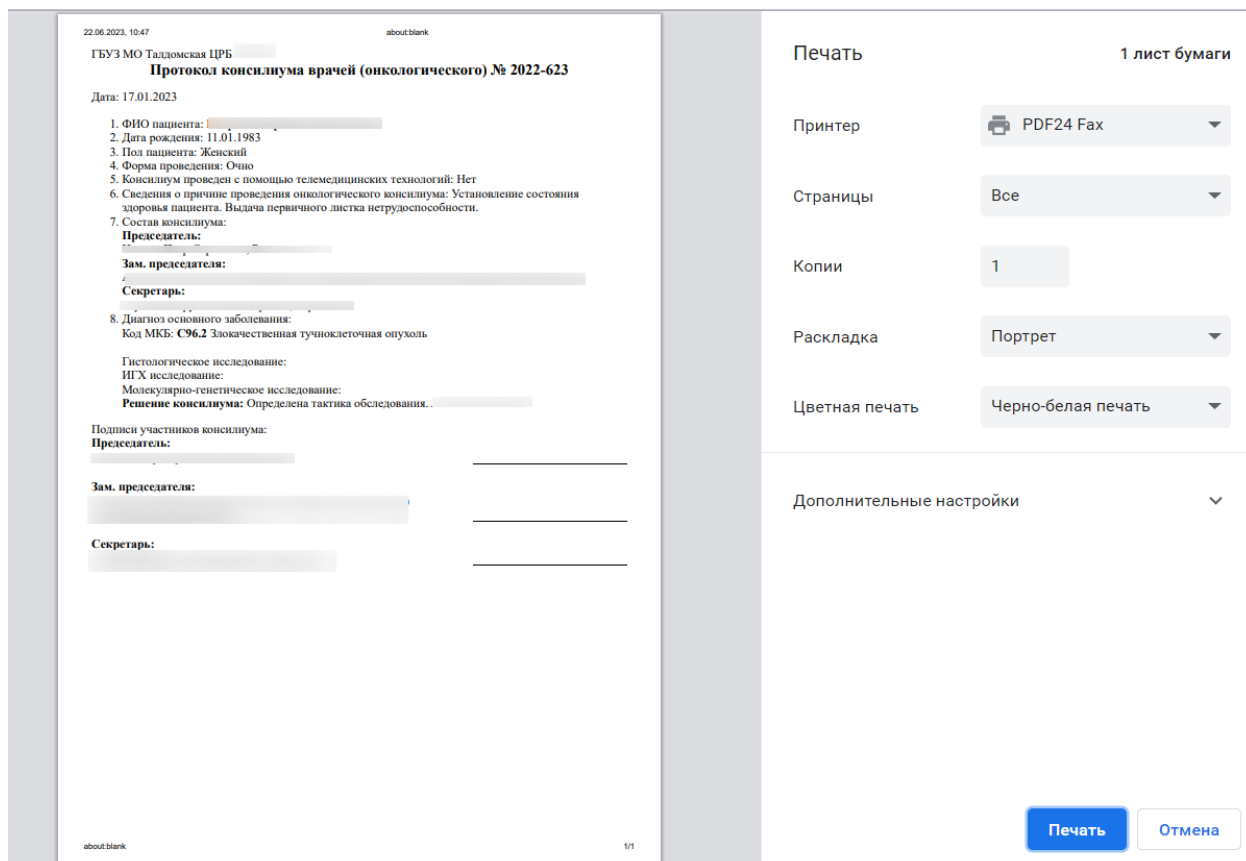 22.06.2023, 10:47
about:blank
ГБУЗ МО Талдомская ЦРБ
Протокол консилиума врачей (онкологического) № 2022-623
Дата: 17.01.2023
1. ФИО пациента:
2. Дата рождения: 11.01.1983
3. Пол пациента: Женский
4. Форма проведения: Очно
5. Консилиум проведен с помощью телемедицинских технологий: Нет
6. Сведения о причине проведения онкологического консилиума: Установление состояния
здоровья пациента. Выдача первичного листка нетрудоспособности.
7. Состав консилиума:
Председатель:
Зам. председателя:
Секретарь:
8. Диагноз основного заболевания:
Код МКБ: C96.2 Злокачественная тучноклеточная опухоль
Гистологическое исследование:
ИГХ исследование:
Молекулярно-генетическое исследование:
Решение консилиума: Определена тактика обследования.
Подписи участников консилиума:
Председатель:
Зам. председателя:
Секретарь:
about:blank
1/1
Печать
1 лист бумаги
Принтер
PDF24 Fax
Страницы
Все
Копии
1
Раскладка
Портрет
Цветная печать
Черно-белая печать
Дополнительные настройки
Печать
Отмена